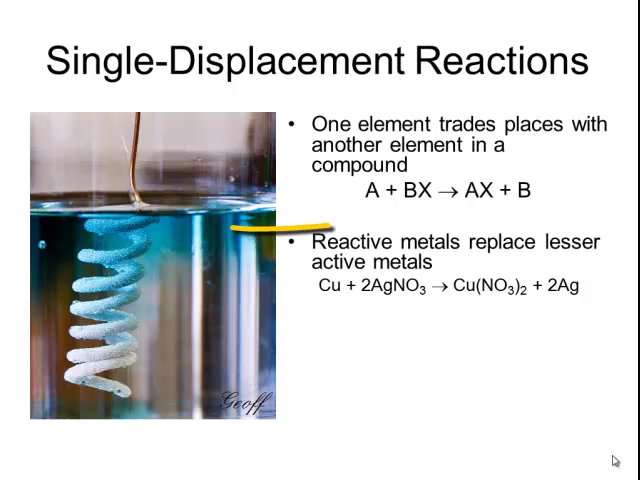 Single-Displacement Reactions
• One element trades places with
another element in a
compound
A + BX → AX + B
• Reactive metals replace lesser
active metals
Cu + 2AgNO₃ → Cu(NO₃)₂ + 2Ag
Geoff